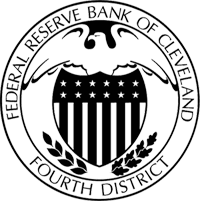 FEDERAL RESERVE BANK OF CLEVELAND
FOURTH DISTRICT